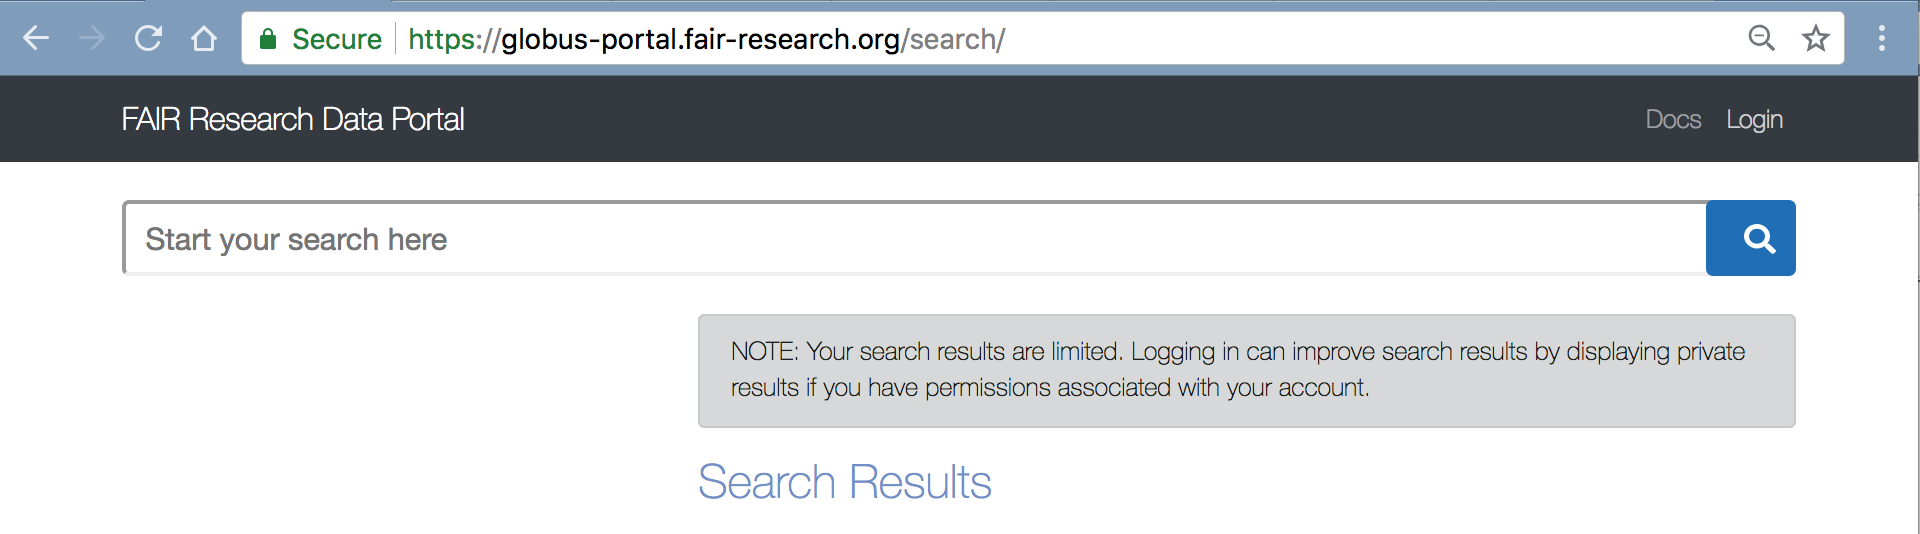 Secure https://globus-portal.fair-research.org/search/
FAIR Research Data Portal Docs Login
Start your search here
NOTE: Your search results are limited. Logging in can improve search results by displaying private
results if you have permissions associated with your account.
Search Results